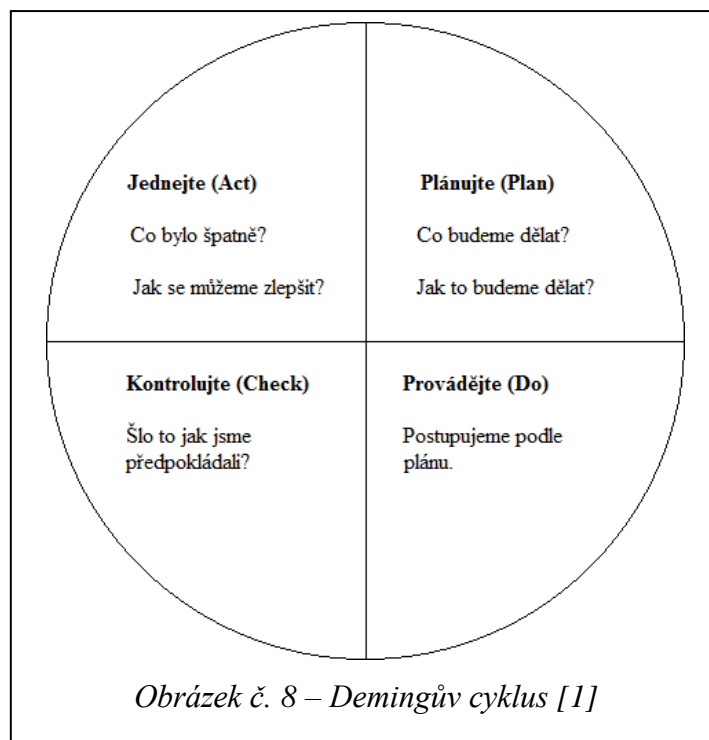 Jednejte (Act)
Co bylo špatně?
Jak se můžeme zlepšit?
Plánujte (Plan)
Co budeme dělat?
Jak to budeme dělat?
Kontrolujte (Check)
Šlo to jak jsme
předpokládali?
Provádějte (Do)
Postupujeme podle
plánu.
Obrázek č. 8 – Demingův cyklus [1]